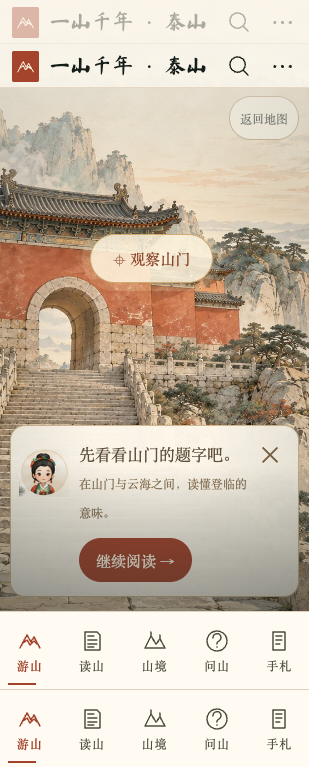 一山千年 · 泰山
一山千年 · 泰山
返回地图
观察山门
先看看山门的题字吧。
在山门与云海之间，读懂登临的
意味。
继续阅读 →
游山 读山 山境 问山 手札
游山 读山 山境 问山 手札